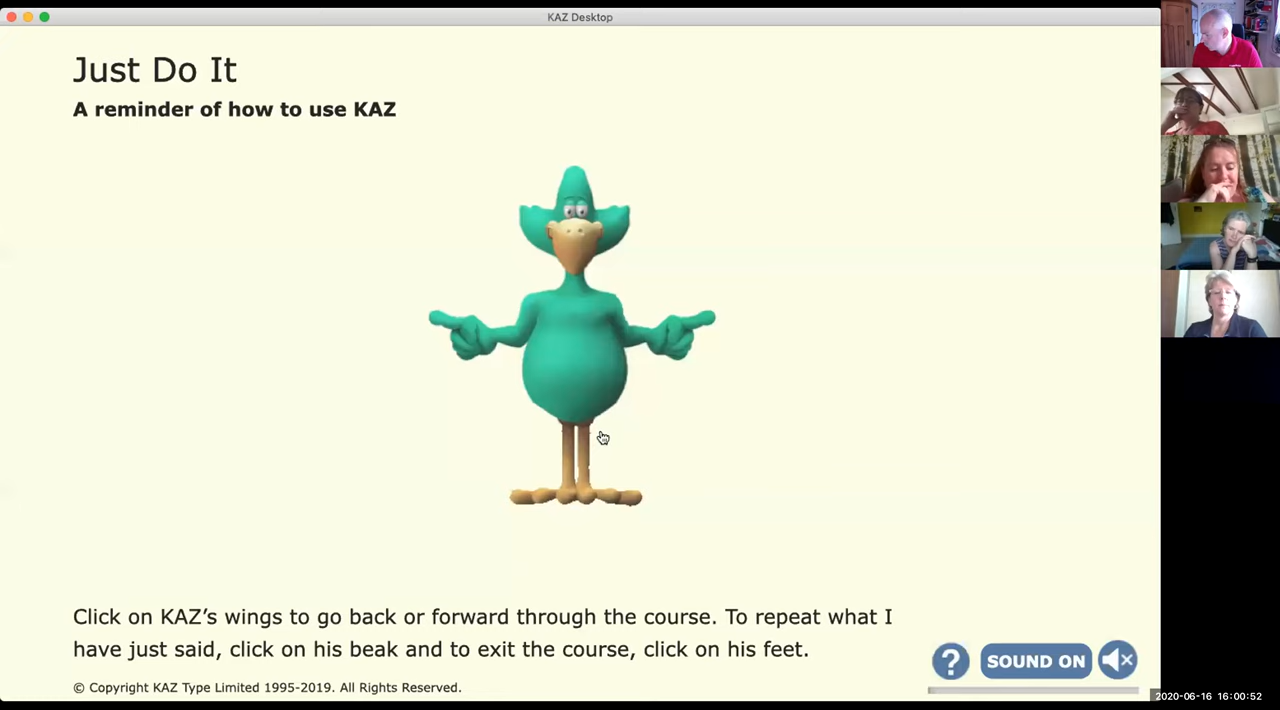 KAZ Desktop
Just Do It
A reminder of how to use KAZ
Click on KAZ’s wings to go back or forward through the course. To repeat what I
have just said, click on his beak and to exit the course, click on his feet.
? SOUND ON
© Copyright KAZ Type Limited 1995-2019. All Rights Reserved.
2020-06-16 16:00:52